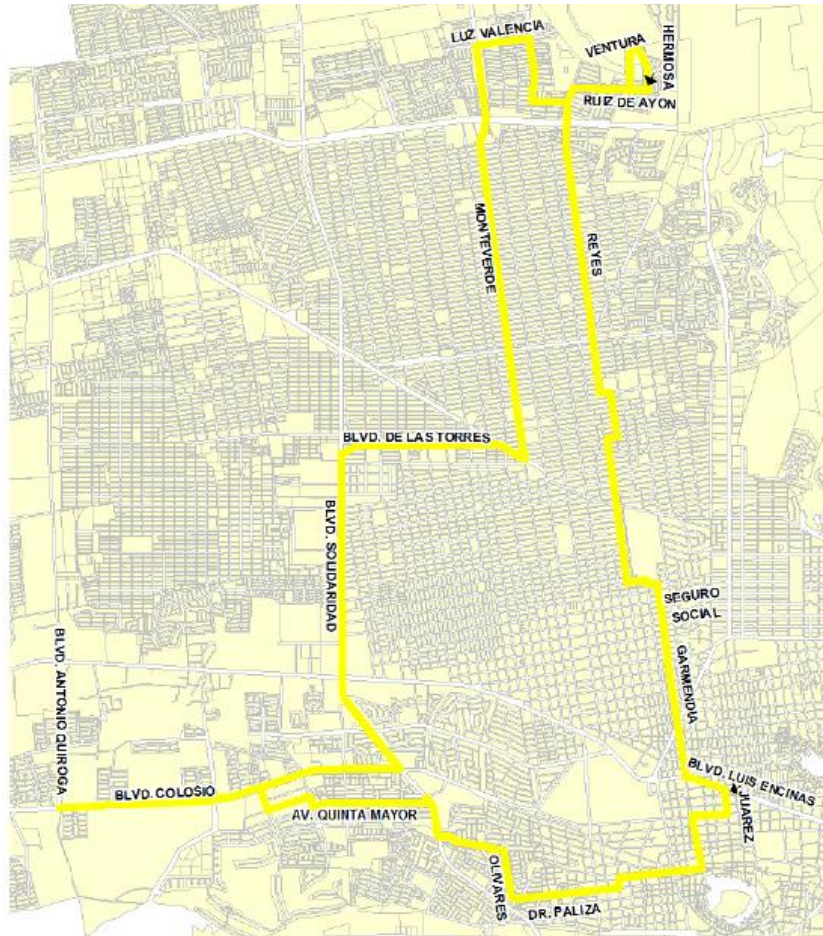 LUZ VALENCIA
VENTURA
HERMOSA
RUIZ DE AYON
MONTEVERDE
REYES
BLVD. DE LAS TORRES
BLVD. SOLIDARIDAD
SEGURO
SOCIAL
BLVD. ANTONIO QUIROGA
GARMENDIA
BLVD. LUIS ENCINAS
BLVD. COLOSIO
JUAREZ
AV. QUINTA MAYOR
OLIVARES
DR. PALIZA